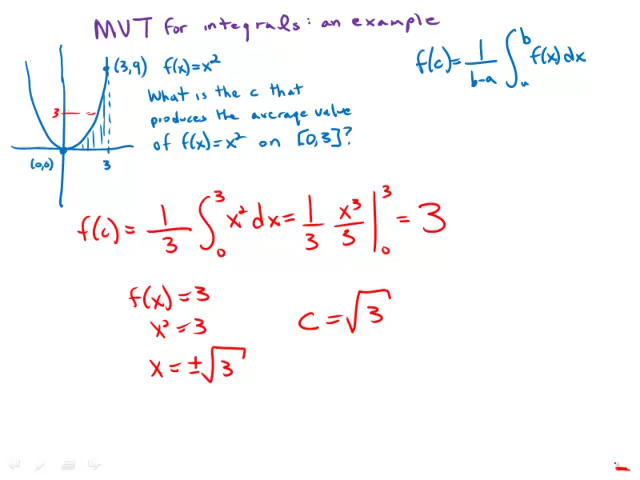 MVT for integrals: an example
f(c) = 1/(b-a) ∫_a^b f(x) dx
(3,9) f(x)=x²
What is the c that
produces the average value
of f(x)=x² on [0,3]?
3
(0,0) 3
f(c) = 1/3 ∫_0^3 x² dx = 1/3 x³/3 |_0^3 = 3
f(x) = 3
x² = 3
x = ±√3
c = √3